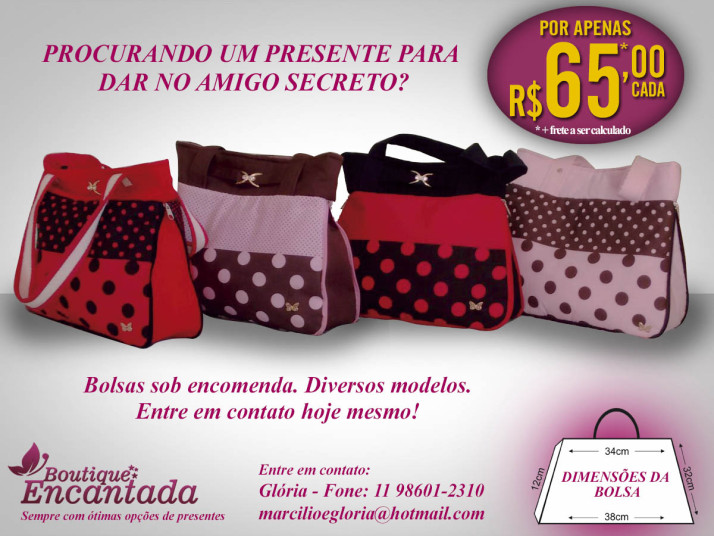 PROCURANDO UM PRESENTE PARA
DAR NO AMIGO SECRETO?
POR APENAS
R$65,00*
CADA
* + frete a ser calculado
Bolsas sob encomenda. Diversos modelos.
Entre em contato hoje mesmo!
Boutique
Encantada
Sempre com ótimas opções de presentes
Entre em contato:
Glória - Fone: 11 98601-2310
marcilioegloria@hotmail.com
34cm
12cm
32cm
DIMENSÕES DA
BOLSA
38cm